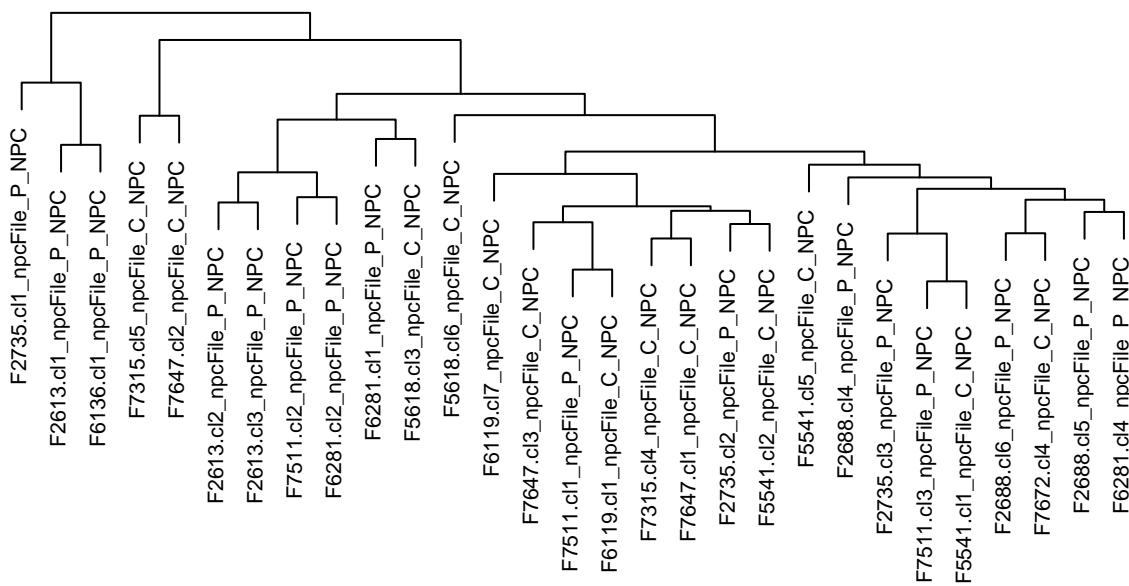 F2735.cl1_npcFile_P_NPC
F2613.cl1_npcFile_P_NPC
F6136.cl1_npcFile_P_NPC
F7315.cl5_npcFile_C_NPC
F7647.cl2_npcFile_C_NPC
F2613.cl2_npcFile_P_NPC
F2613.cl3_npcFile_P_NPC
F7511.cl2_npcFile_P_NPC
F6281.cl2_npcFile_P_NPC
F6281.cl1_npcFile_P_NPC
F5618.cl3_npcFile_C_NPC
F5618.cl6_npcFile_C_NPC
F6119.cl7_npcFile_C_NPC
F7647.cl3_npcFile_C_NPC
F7511.cl1_npcFile_P_NPC
F6119.cl1_npcFile_C_NPC
F7315.cl4_npcFile_C_NPC
F7647.cl1_npcFile_C_NPC
F2735.cl2_npcFile_P_NPC
F5541.cl2_npcFile_C_NPC
F5541.cl5_npcFile_C_NPC
F2688.cl4_npcFile_P_NPC
F2735.cl3_npcFile_P_NPC
F7511.cl3_npcFile_P_NPC
F5541.cl1_npcFile_C_NPC
F2688.cl6_npcFile_P_NPC
F7672.cl4_npcFile_C_NPC
F2688.cl5_npcFile_P_NPC
F6281.cl4_npcFile_P_NPC